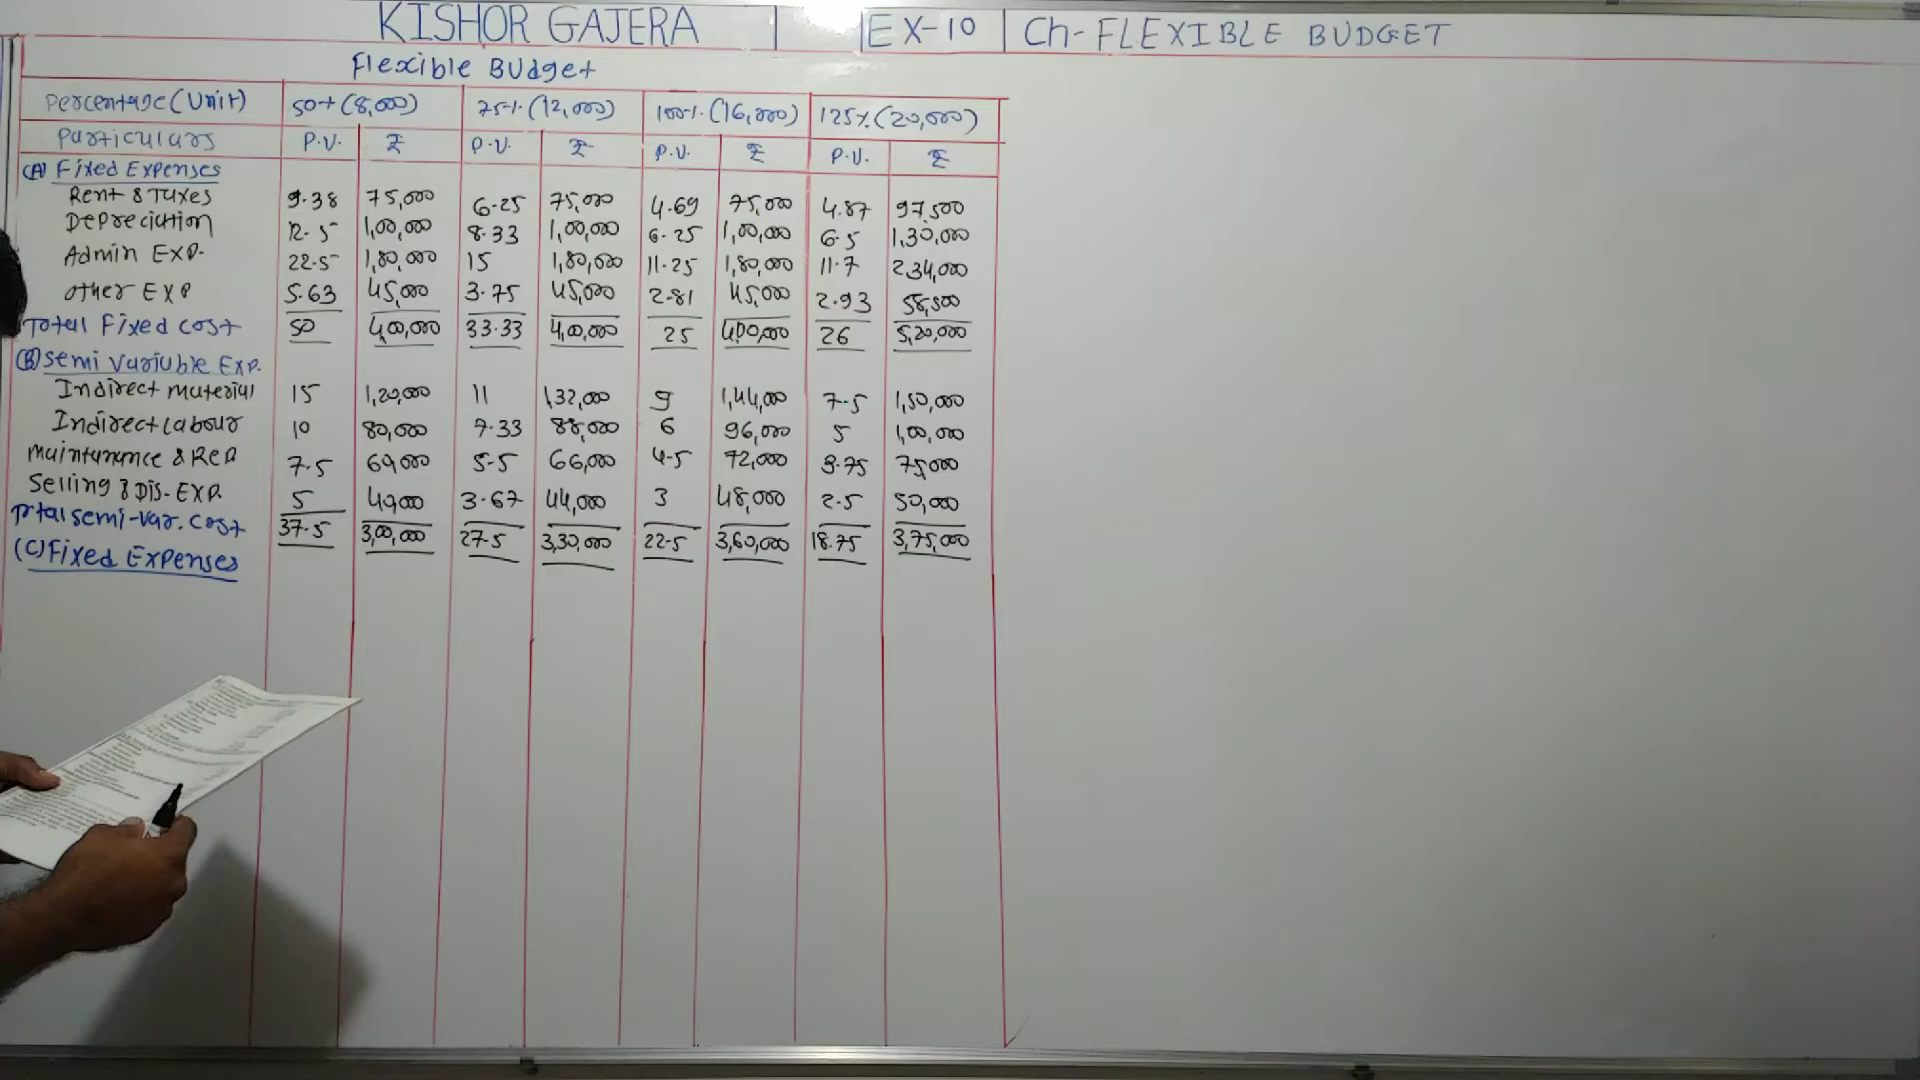 KISHOR GAJERA EX-10 Ch-FLEXIBLE BUDGET
Flexible Budget
Percentage (Unit) 50% (8,000) 75% (12,000) 100% (16,000) 125% (20,000)
Particulars P.U. ₹ P.U. ₹ P.U. ₹ P.U. ₹
(A) Fixed Expenses
Rent & Taxes 9.38 75,000 6.25 75,000 4.69 75,000 4.87 97,500
Depreciation 12.5 1,00,000 8.33 1,00,000 6.25 1,00,000 6.5 1,30,000
Admin Exp. 22.5 1,80,000 15 1,80,000 11.25 1,80,000 11.7 2,34,000
Other Exp 5.63 45,000 3.75 45,000 2.81 45,000 2.93 58,500
Total Fixed Cost 50 4,00,000 33.33 4,00,000 25 4,00,000 26 5,20,000
(B) Semi Variable Exp.
Indirect Material 15 1,20,000 11 1,32,000 9 1,44,000 7.5 1,50,000
Indirect Labour 10 80,000 7.33 88,000 6 96,000 5 1,00,000
Maintanance & Rep 7.5 60,000 5.5 66,000 4.5 72,000 3.75 75,000
Selling & Dis. Exp. 5 40,000 3.67 44,000 3 48,000 2.5 50,000
Total Semi-Var. Cost 37.5 3,00,000 27.5 3,30,000 22.5 3,60,000 18.75 3,75,000
(C) Fixed Expenses